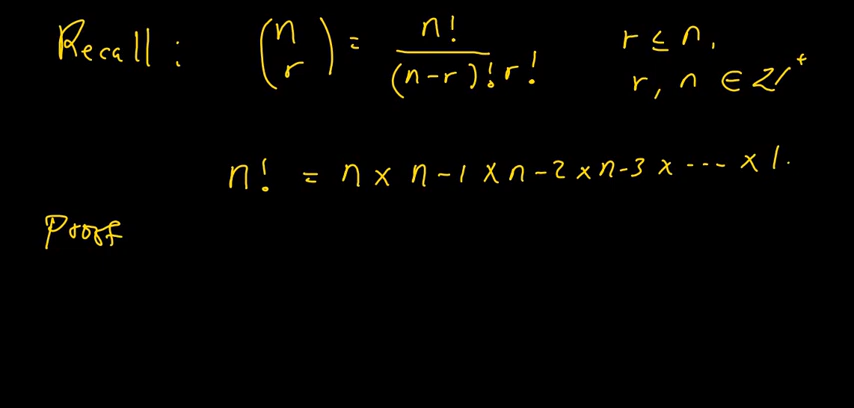 Recall : (n r) = n! / (n-r)! r!   r ≤ n,
r, n ∈ ℤ⁺
n! = n × n-1 × n-2 × n-3 × ... × 1.
Proof